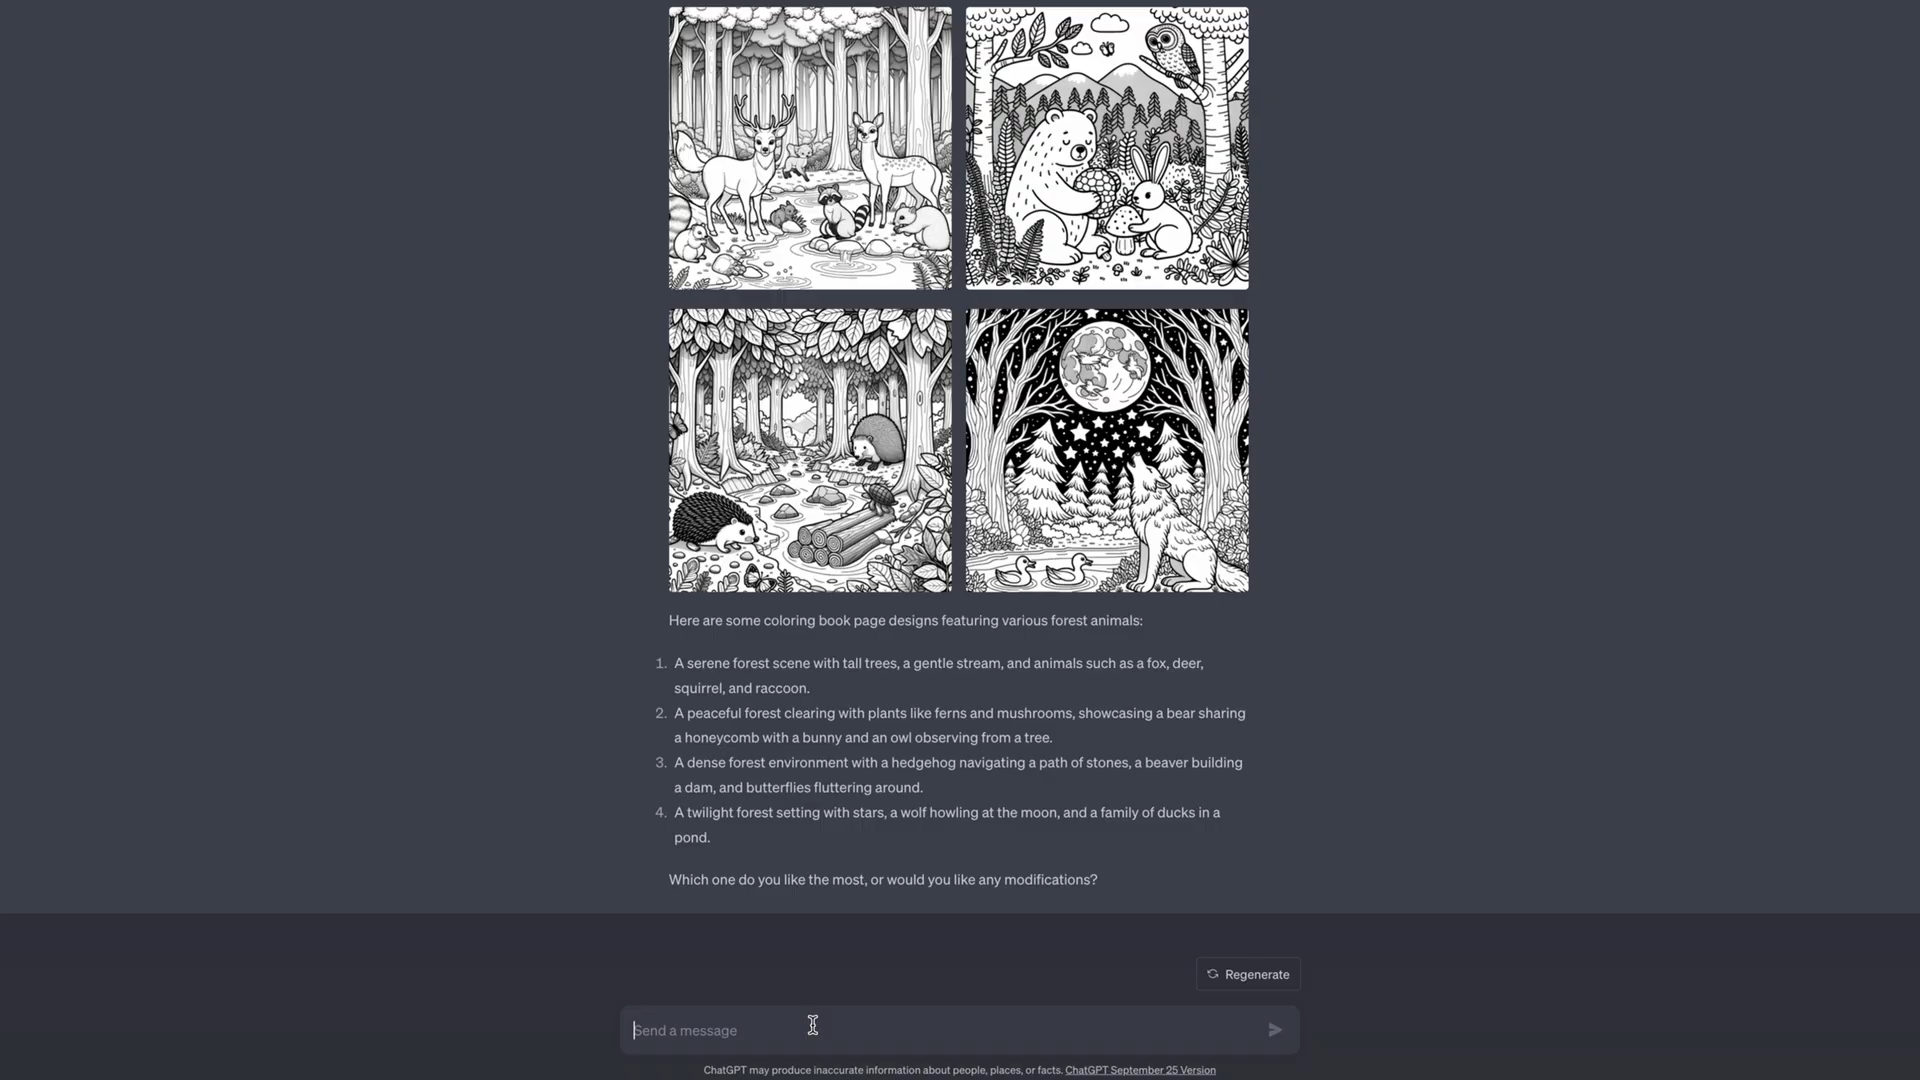 Here are some coloring book page designs featuring various forest animals:
1. A serene forest scene with tall trees, a gentle stream, and animals such as a fox, deer,
squirrel, and raccoon.
2. A peaceful forest clearing with plants like ferns and mushrooms, showcasing a bear sharing
a honeycomb with a bunny and an owl observing from a tree.
3. A dense forest environment with a hedgehog navigating a path of stones, a beaver building
a dam, and butterflies fluttering around.
4. A twilight forest setting with stars, a wolf howling at the moon, and a family of ducks in a
pond.
Which one do you like the most, or would you like any modifications?
Regenerate
Send a message
ChatGPT may produce inaccurate information about people, places, or facts. ChatGPT September 25 Version